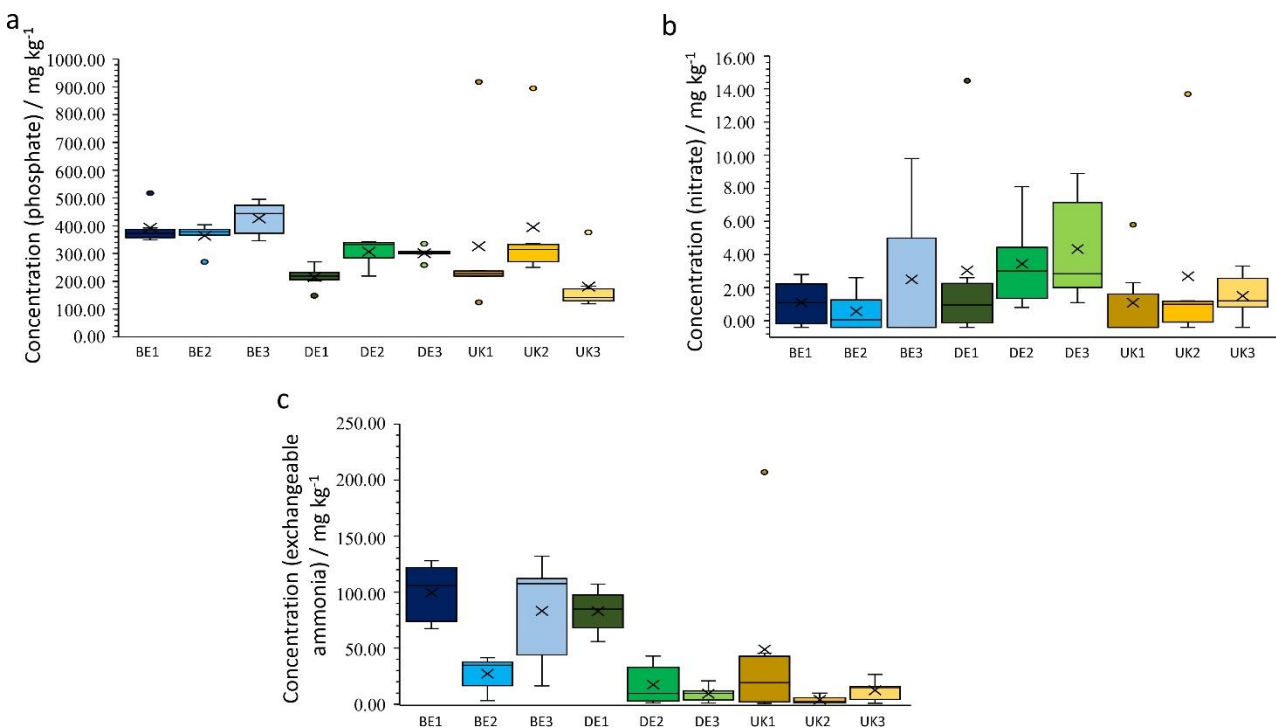 a
Concentration (phosphate) / mg kg⁻¹
1000.00
900.00
800.00
700.00
600.00
500.00
400.00
300.00
200.00
100.00
0.00
BE1 BE2 BE3 DE1 DE2 DE3 UK1 UK2 UK3
b
Concentration (nitrate) / mg kg⁻¹
16.00
14.00
12.00
10.00
8.00
6.00
4.00
2.00
0.00
BE1 BE2 BE3 DE1 DE2 DE3 UK1 UK2 UK3
c
Concentration (exchangeable
ammonia) / mg kg⁻¹
250.00
200.00
150.00
100.00
50.00
0.00
BE1 BE2 BE3 DE1 DE2 DE3 UK1 UK2 UK3